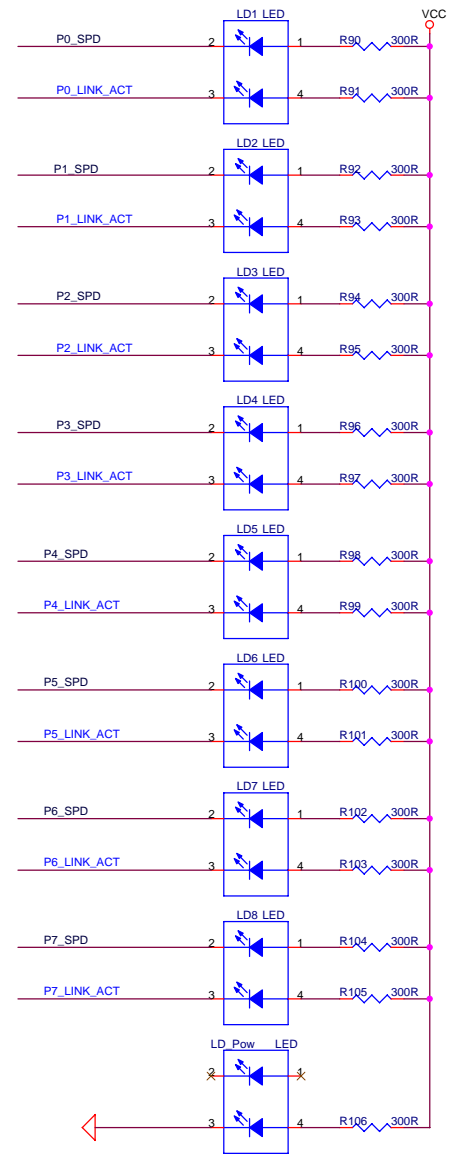 LD1 LED
VCC
P0_SPD 2 1 R90 300R
P0_LINK_ACT 3 4 R91 300R
LD2 LED
P1_SPD 2 1 R92 300R
P1_LINK_ACT 3 4 R93 300R
LD3 LED
P2_SPD 2 1 R94 300R
P2_LINK_ACT 3 4 R95 300R
LD4 LED
P3_SPD 2 1 R96 300R
P3_LINK_ACT 3 4 R97 300R
LD5 LED
P4_SPD 2 1 R98 300R
P4_LINK_ACT 3 4 R99 300R
LD6 LED
P5_SPD 2 1 R100 300R
P5_LINK_ACT 3 4 R101 300R
LD7 LED
P6_SPD 2 1 R102 300R
P6_LINK_ACT 3 4 R103 300R
LD8 LED
P7_SPD 2 1 R104 300R
P7_LINK_ACT 3 4 R105 300R
LD_Pow LED
2 1
3 4 R106 300R